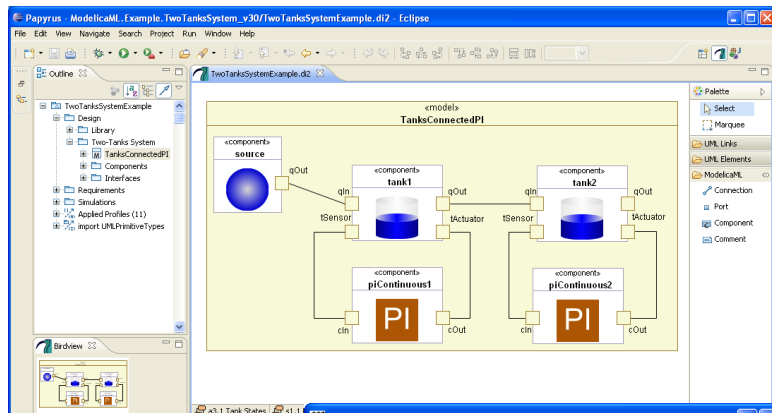 Papyrus - ModelicaML.Example.TwoTanksSystem_v30/TwoTanksSystemExample.di2 - Eclipse
File Edit View Navigate Search Project Run Window Help
Outline
TwoTanksSystemExample
Design
Library
Two-Tanks System
TanksConnectedPI
Components
Interfaces
Requirements
Simulations
Applied Profiles (11)
import UMLPrimitiveTypes
Birdview
TwoTanksSystemExample.di2
«model»
TanksConnectedPI
«component»
source
qOut
«component»
tank1
qIn
qOut
tSensor
tActuator
«component»
tank2
qIn
qOut
tSensor
tActuator
«component»
piContinuous1
PI
cIn
cOut
«component»
piContinuous2
PI
cIn
cOut
Palette
Select
Marquee
UML Links
UML Elements
ModelicaML
Connection
Port
Component
Comment
a3.1 Tank States
s1.1